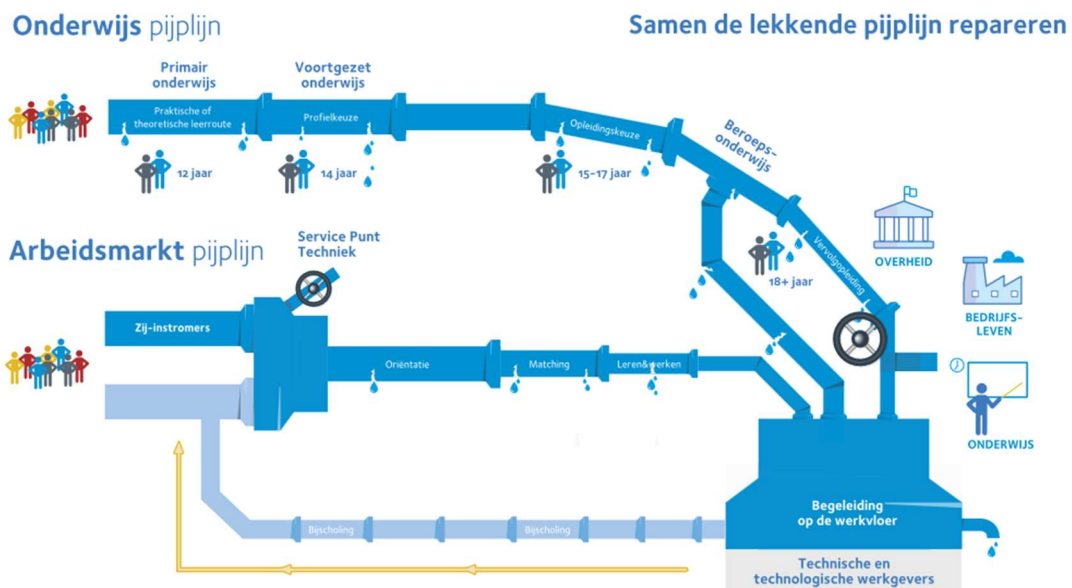 Onderwijs pijplijn
Samen de lekkende pijplijn repareren
Primair
onderwijs
Voortgezet
onderwijs
Praktische of
theoretische leerroute
Profielkeuze
Opleidingskeuze
Beroeps-
onderwijs
12 jaar
14 jaar
15-17 jaar
Vervolgopleiding
18+ jaar
OVERHEID
BEDRIJFS-
LEVEN
ONDERWIJS
Arbeidsmarkt pijplijn
Service Punt
Techniek
Zij-instromers
Oriëntatie
Matching
Leren&werken
Bijscholing
Bijscholing
Begeleiding
op de werkvloer
Technische en
technologische werkgevers